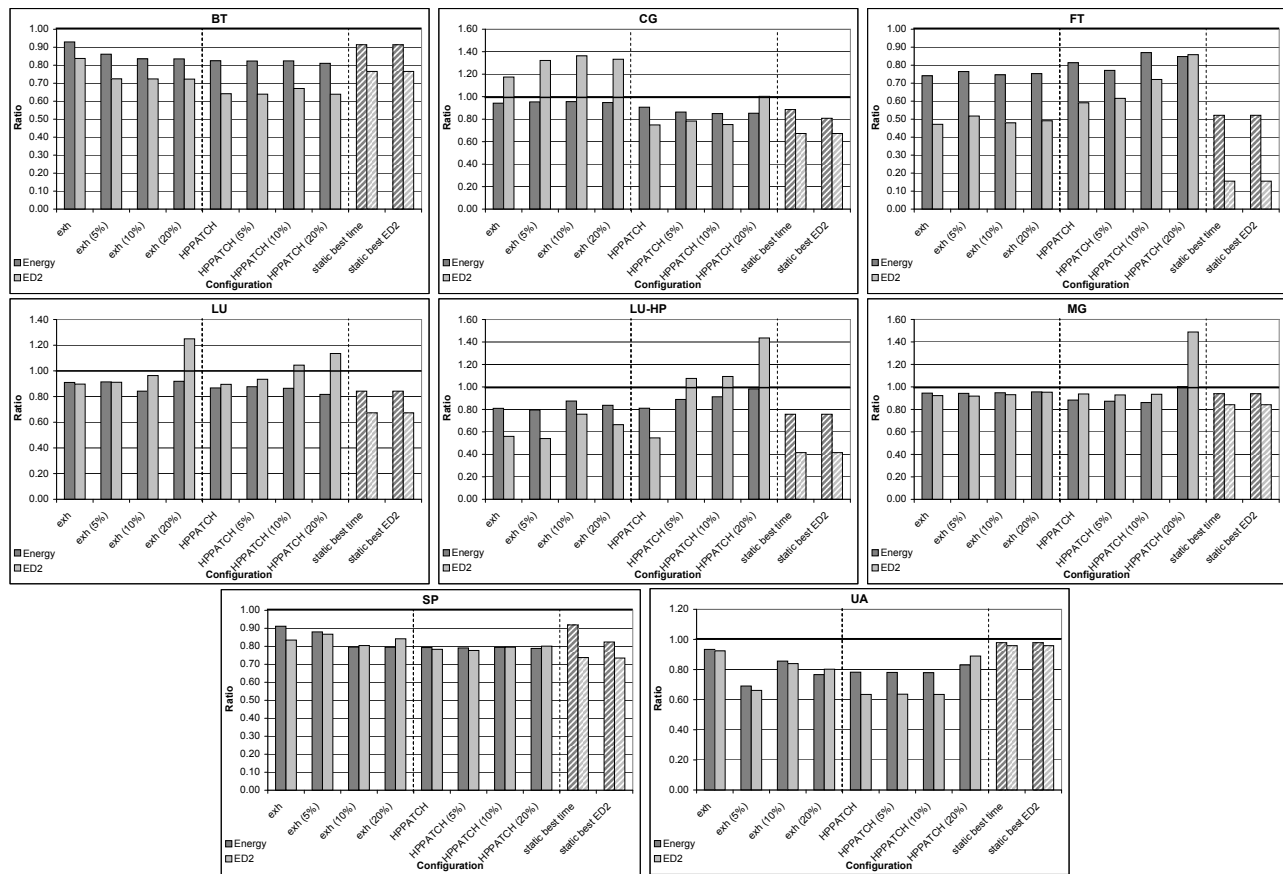 BT
1.00
0.90
0.80
0.70
0.60
0.50
0.40
0.30
0.20
0.10
0.00
Ratio
exh
exh (5%)
exh (10%)
exh (20%)
HPPATCH
HPPATCH (5%)
HPPATCH (10%)
HPPATCH (20%)
static best time
static best ED2
Configuration
Energy
ED2
CG
1.60
1.40
1.20
1.00
0.80
0.60
0.40
0.20
0.00
Ratio
exh
exh (5%)
exh (10%)
exh (20%)
HPPATCH
HPPATCH (5%)
HPPATCH (10%)
HPPATCH (20%)
static best time
static best ED2
Configuration
Energy
ED2
FT
1.00
0.90
0.80
0.70
0.60
0.50
0.40
0.30
0.20
0.10
0.00
Ratio
exh
exh (5%)
exh (10%)
exh (20%)
HPPATCH
HPPATCH (5%)
HPPATCH (10%)
HPPATCH (20%)
static best time
static best ED2
Configuration
Energy
ED2
LU
1.40
1.20
1.00
0.80
0.60
0.40
0.20
0.00
Ratio
exh
exh (5%)
exh (10%)
exh (20%)
HPPATCH
HPPATCH (5%)
HPPATCH (10%)
HPPATCH (20%)
static best time
static best ED2
Configuration
Energy
ED2
LU-HP
1.60
1.40
1.20
1.00
0.80
0.60
0.40
0.20
0.00
Ratio
exh
exh (5%)
exh (10%)
exh (20%)
HPPATCH
HPPATCH (5%)
HPPATCH (10%)
HPPATCH (20%)
static best time
static best ED2
Configuration
Energy
ED2
MG
1.60
1.40
1.20
1.00
0.80
0.60
0.40
0.20
0.00
Ratio
exh
exh (5%)
exh (10%)
exh (20%)
HPPATCH
HPPATCH (5%)
HPPATCH (10%)
HPPATCH (20%)
static best time
static best ED2
Configuration
Energy
ED2
SP
1.00
0.90
0.80
0.70
0.60
0.50
0.40
0.30
0.20
0.10
0.00
Ratio
exh
exh (5%)
exh (10%)
exh (20%)
HPPATCH
HPPATCH (5%)
HPPATCH (10%)
HPPATCH (20%)
static best time
static best ED2
Configuration
Energy
ED2
UA
1.20
1.00
0.80
0.60
0.40
0.20
0.00
Ratio
exh
exh (5%)
exh (10%)
exh (20%)
HPPATCH
HPPATCH (5%)
HPPATCH (10%)
HPPATCH (20%)
static best time
static best ED2
Configuration
Energy
ED2